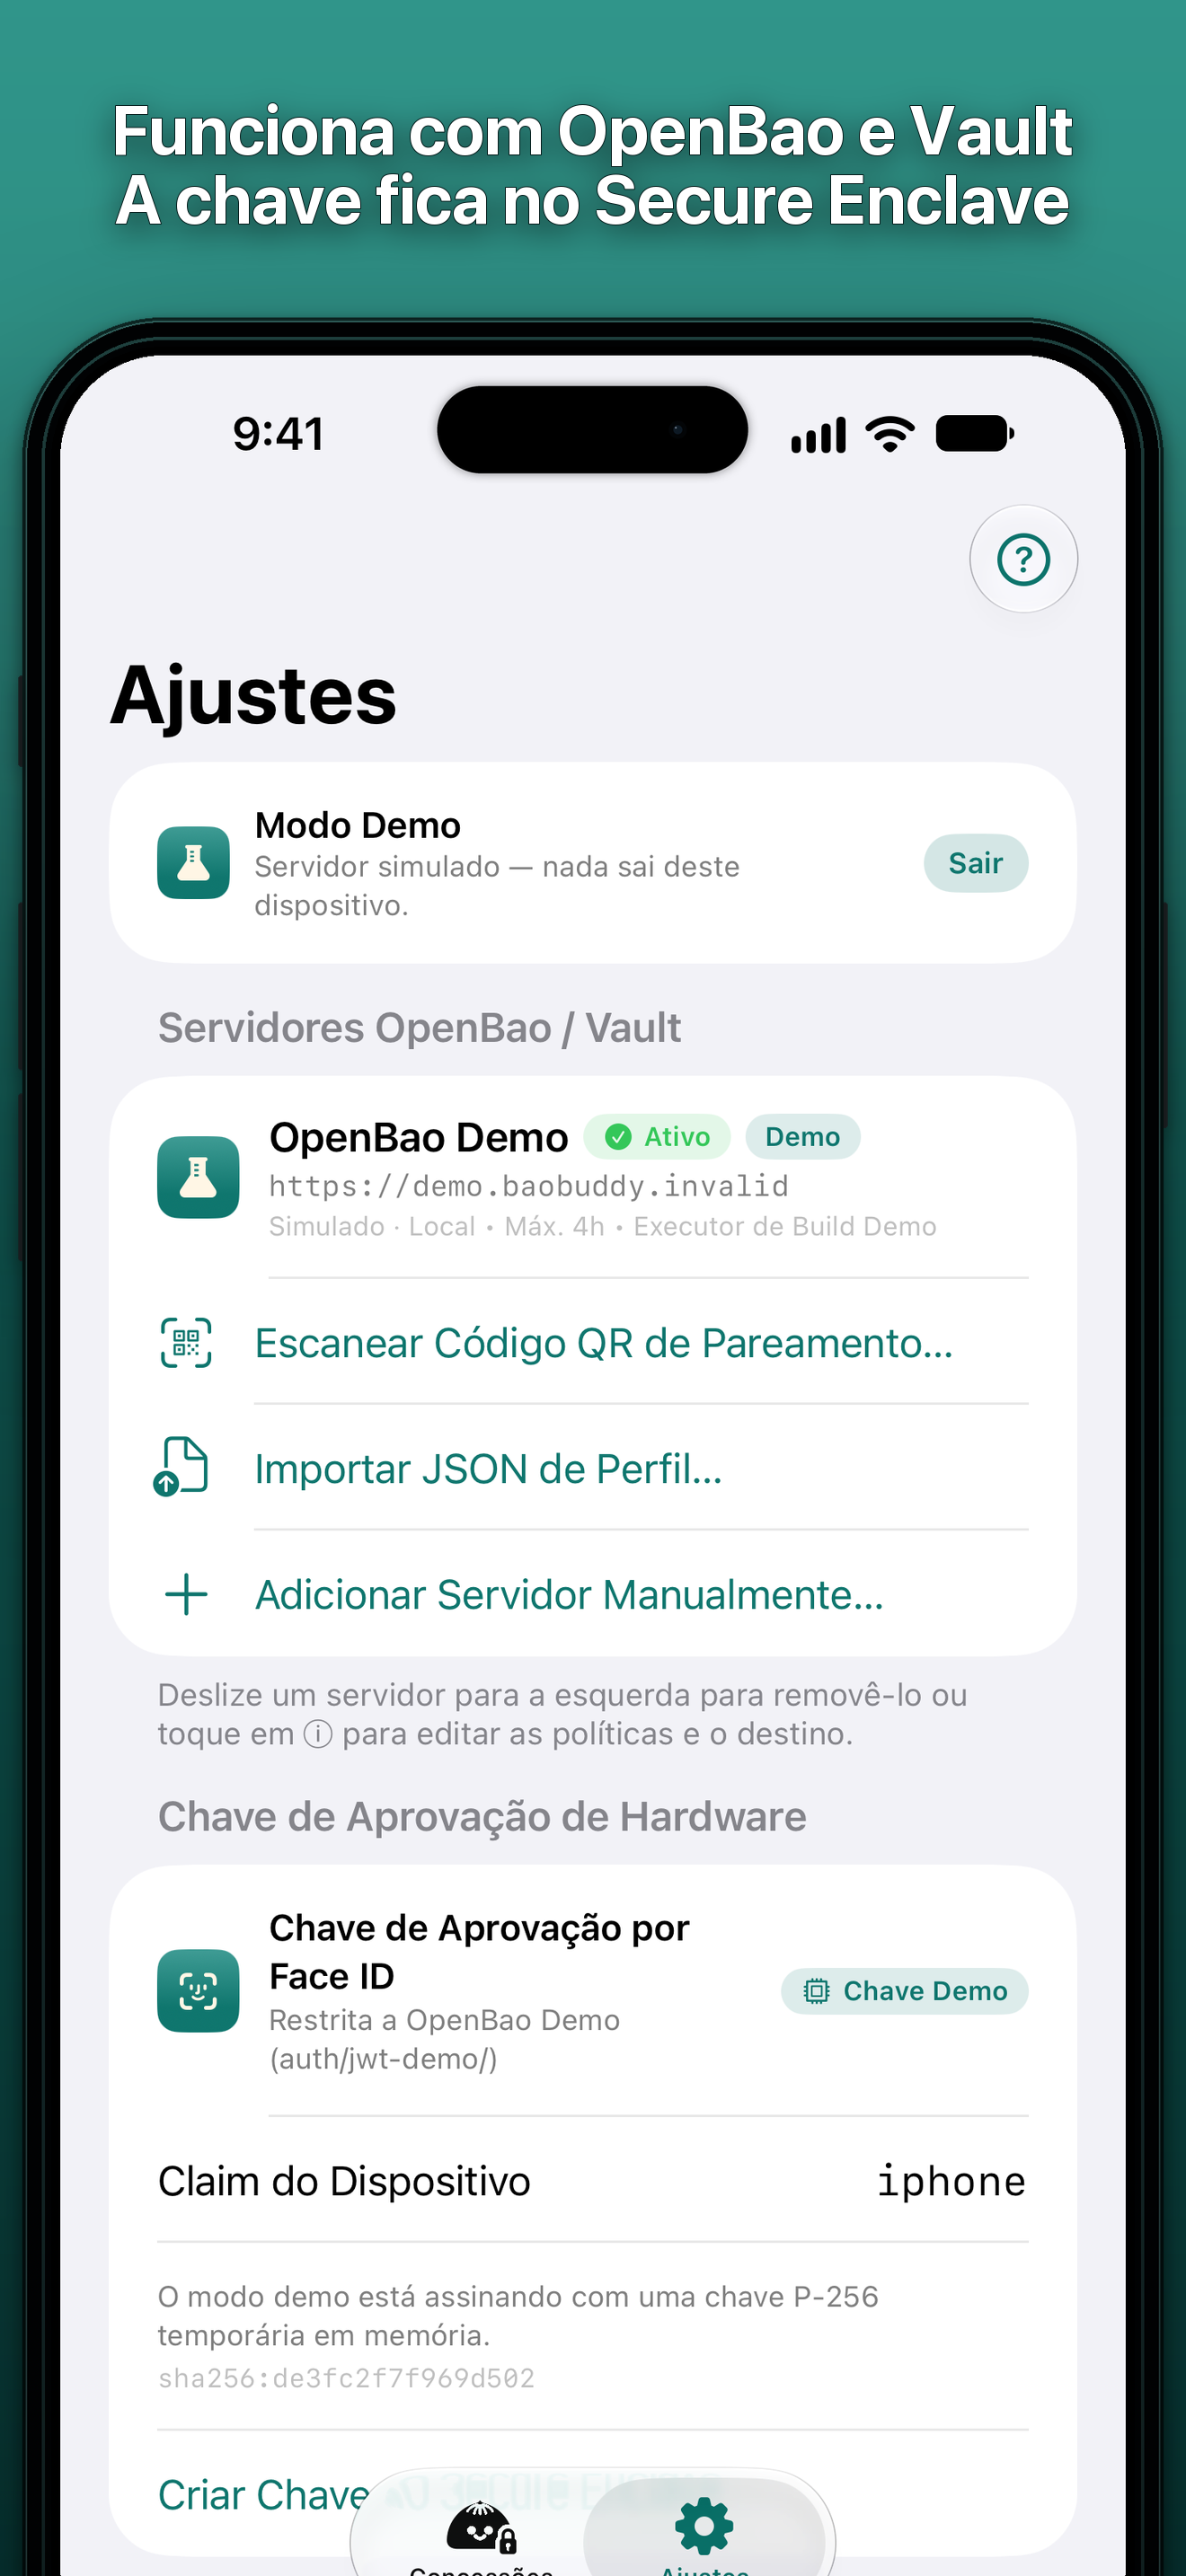 Funciona com OpenBao e Vault
A chave fica no Secure Enclave
9:41
Ajustes
Modo Demo
Servidor simulado — nada sai deste
dispositivo.
Sair
Servidores OpenBao / Vault
OpenBao Demo
Ativo
Demo
https://demo.baobuddy.invalid
Simulado · Local • Máx. 4h • Executor de Build Demo
Escanear Código QR de Pareamento...
Importar JSON de Perfil...
Adicionar Servidor Manualmente...
Deslize um servidor para a esquerda para removê-lo ou
toque em ⓘ para editar as políticas e o destino.
Chave de Aprovação de Hardware
Chave de Aprovação por
Face ID
Restrita a OpenBao Demo
(auth/jwt-demo/)
Chave Demo
Claim do Dispositivo
iphone
O modo demo está assinando com uma chave P-256
temporária em memória.
sha256:de3fc2f7f969d502
Criar Chave
Concessões
Ajustes